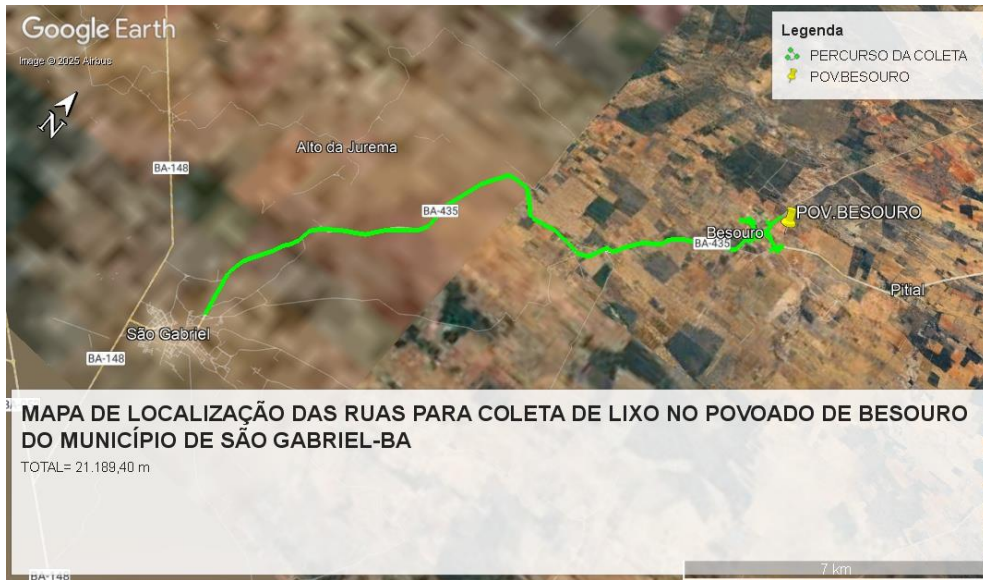 Google Earth
Image © 2025 Airbus
N
Legenda
PERCURSO DA COLETA
POV.BESOURO
BA-148
Alto da Jurema
BA-435
POV.BESOURO
Besouro
BA-435
Pitial
São Gabriel
BA-148
MAPA DE LOCALIZAÇÃO DAS RUAS PARA COLETA DE LIXO NO POVOADO DE BESOURO
DO MUNICÍPIO DE SÃO GABRIEL-BA
TOTAL= 21.189,40 m
7 km
BA-148